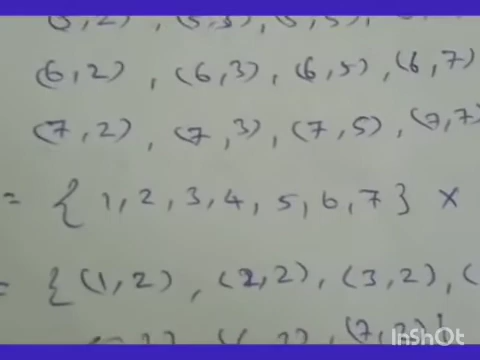 (6,2) , (6,3) , (6,5) , (6,7)
(7,2) , (7,3) , (7,5) , (7,7)
= { 1,2,3,4,5,6,7} ×
= { (1,2) , (2,2) , (3,2) , (
InShOt